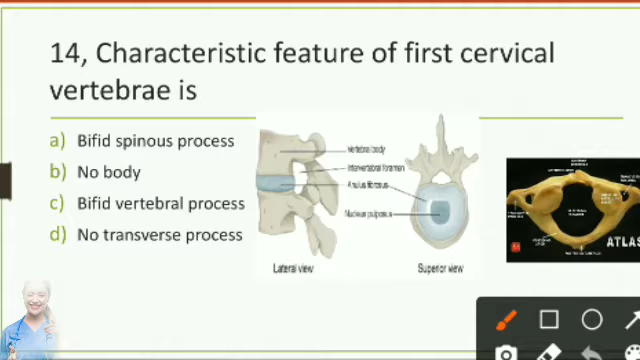 14, Characteristic feature of first cervical
vertebrae is
a) Bifid spinous process
b) No body
c) Bifid vertebral process
d) No transverse process
Vertebral body
Intervertebral foramen
Anulus fibrosus
Nucleus pulposus
Lateral view
Superior view
ATLAS